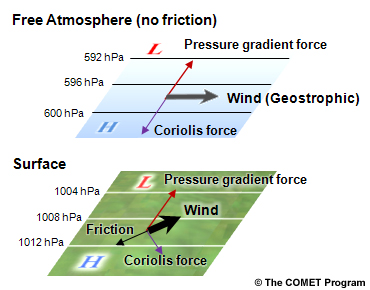 Free Atmosphere (no friction)
L
Pressure gradient force
592 hPa
596 hPa
Wind (Geostrophic)
600 hPa
H
Coriolis force
Surface
L
Pressure gradient force
1004 hPa
1008 hPa
Wind
Friction
1012 hPa
H
Coriolis force
© The COMET Program